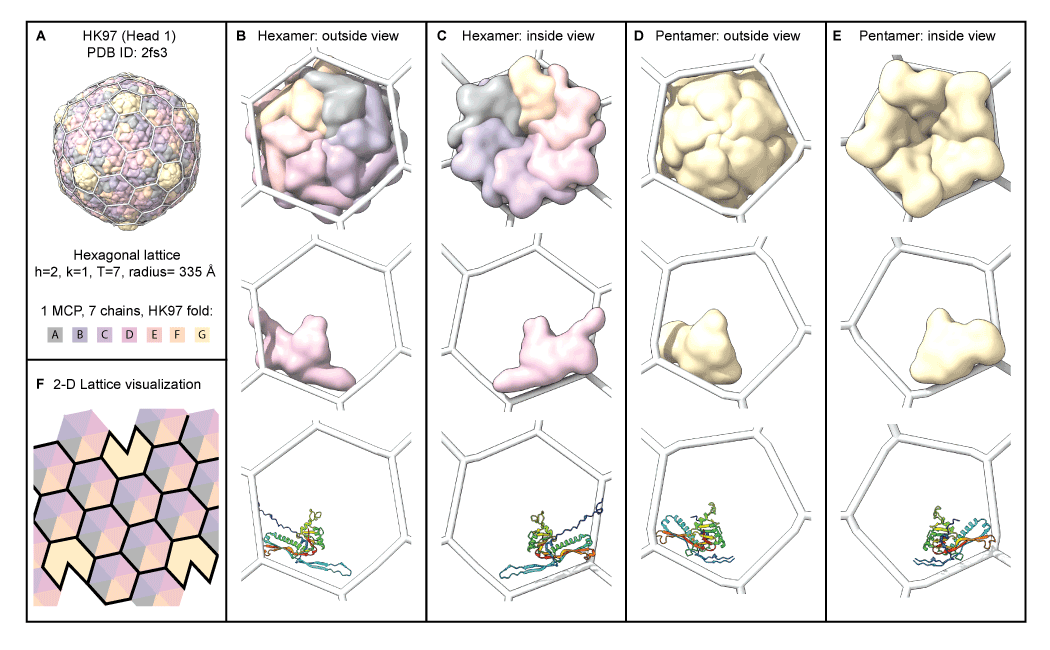 A HK97 (Head 1)
PDB ID: 2fs3
Hexagonal lattice
h=2, k=1, T=7, radius= 335 Å
1 MCP, 7 chains, HK97 fold:
A B C D E F G
F 2-D Lattice visualization
B Hexamer: outside view
C Hexamer: inside view
D Pentamer: outside view
E Pentamer: inside view